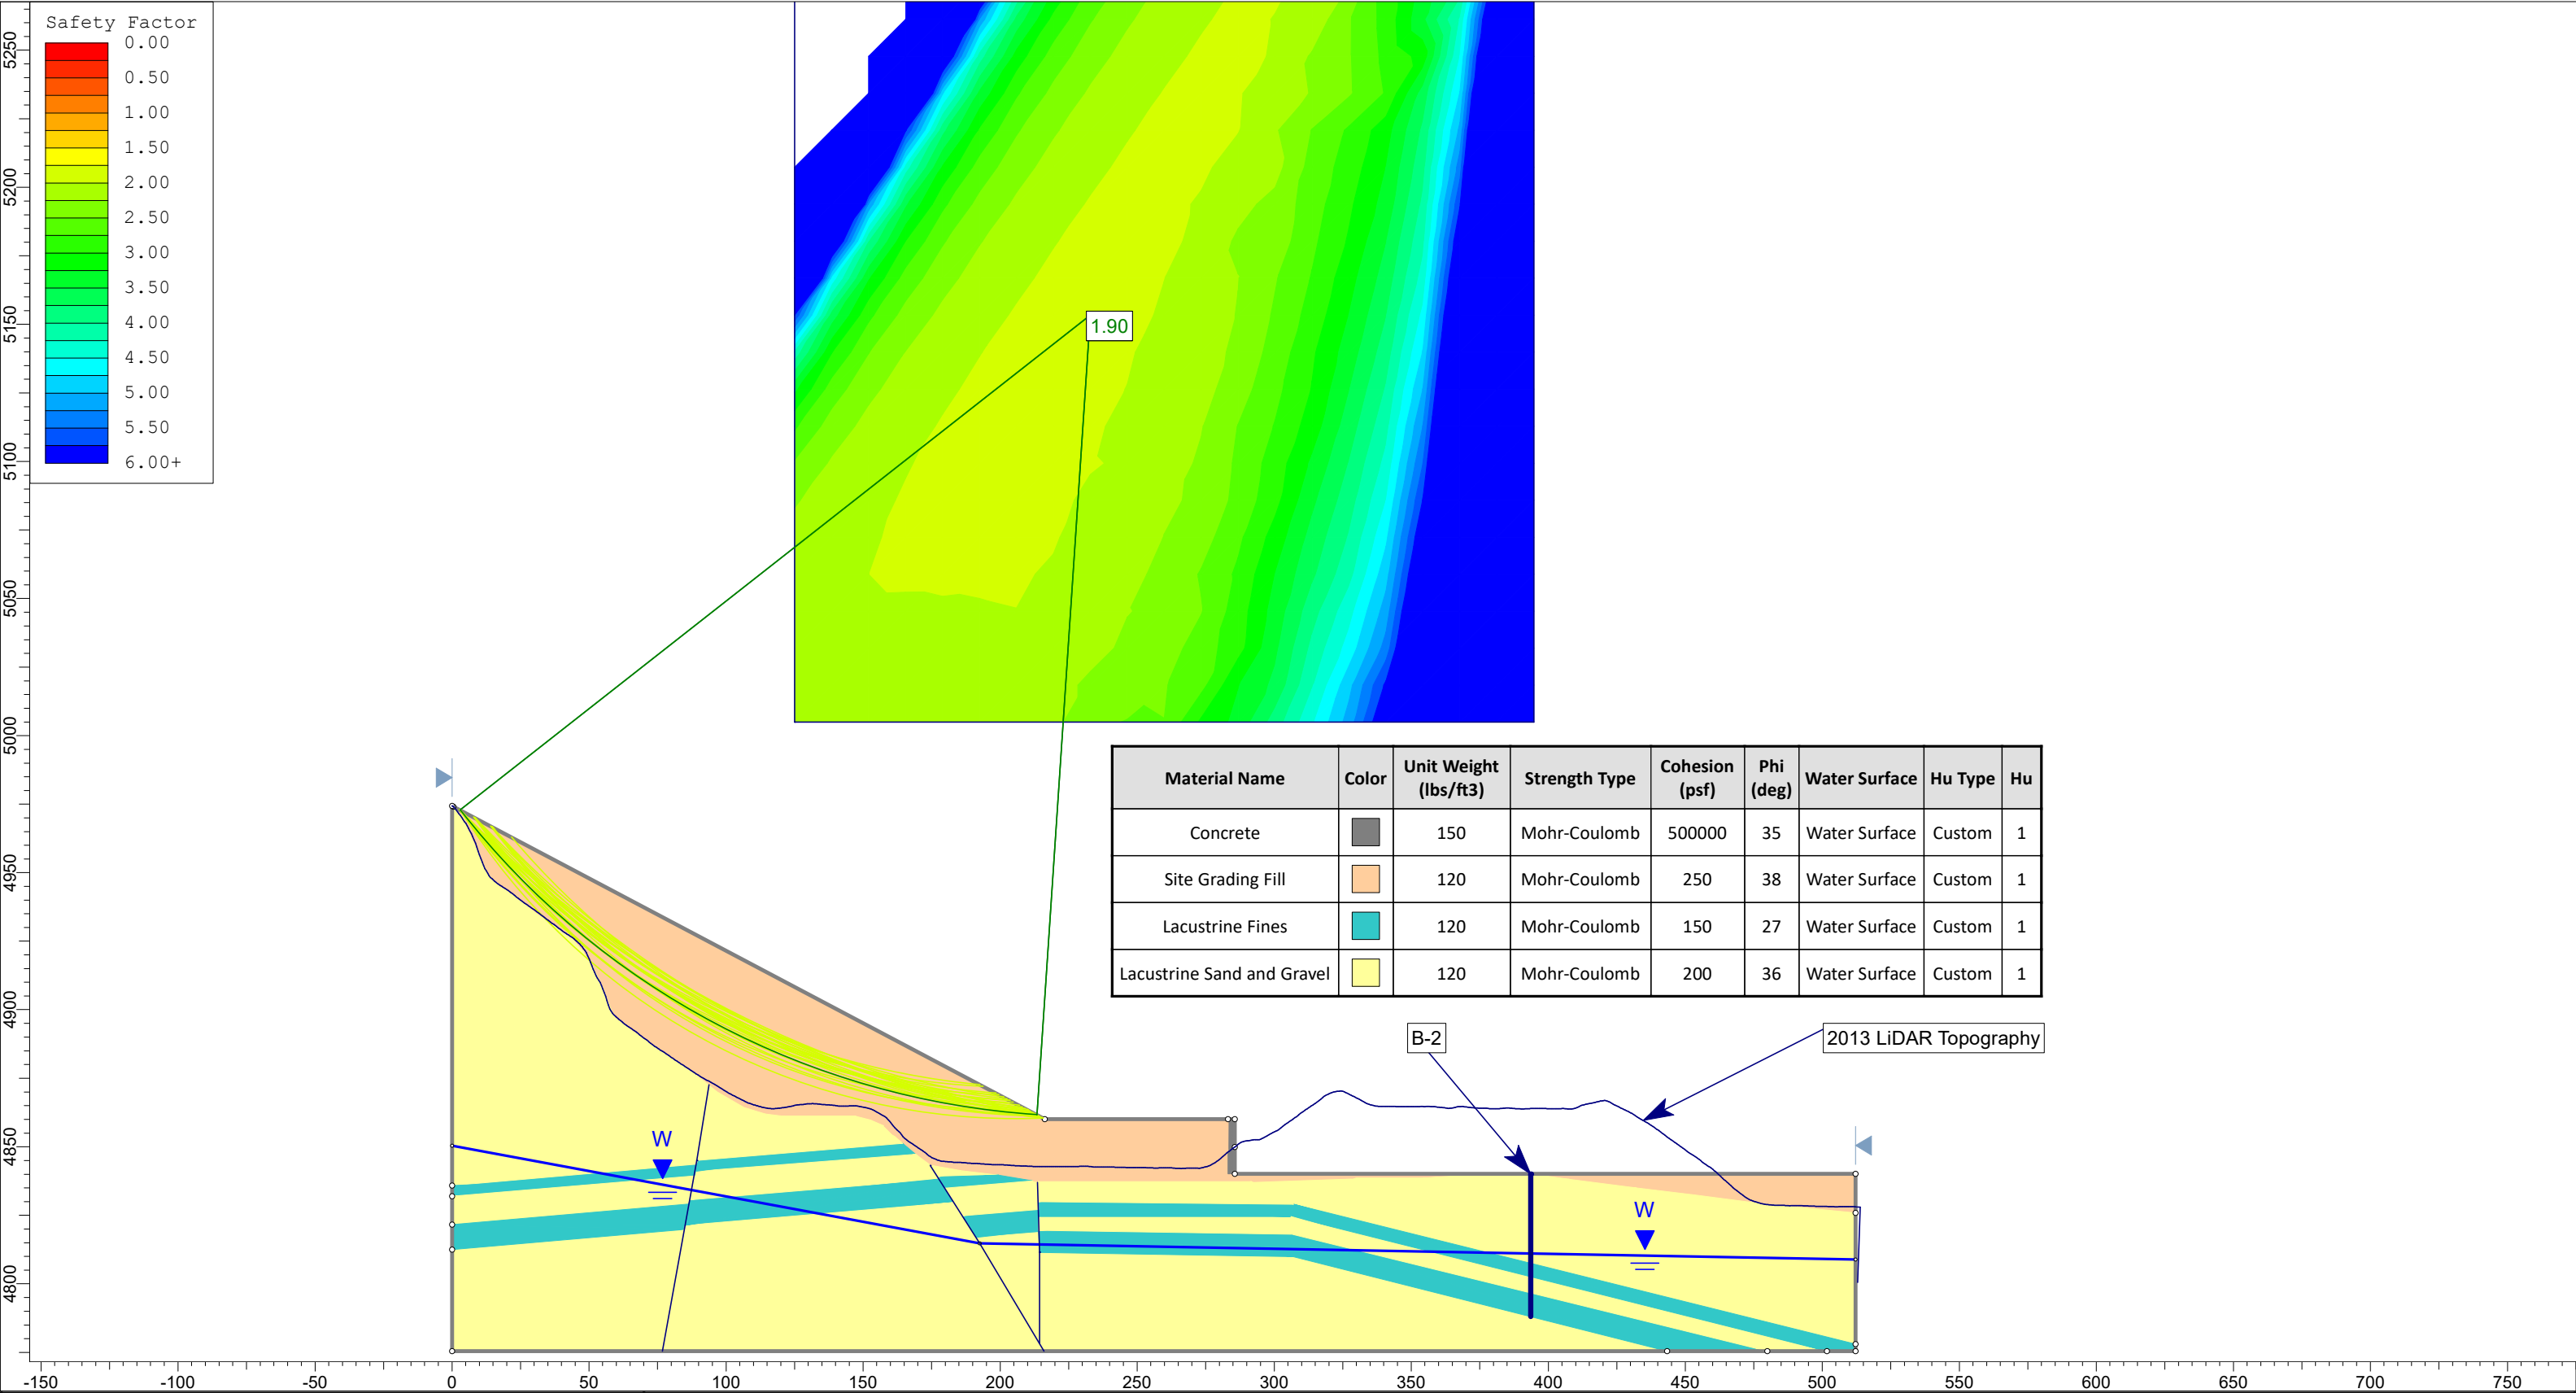 Safety Factor
0.00
0.50
1.00
1.50
2.00
2.50
3.00
3.50
4.00
4.50
5.00
5.50
6.00+
5250
5200
5150
5100
5050
5000
4950
4900
4850
4800
1.90
Material Name Color Unit Weight (lbs/ft3) Strength Type Cohesion (psf) Phi (deg) Water Surface Hu Type Hu
Concrete 150 Mohr-Coulomb 500000 35 Water Surface Custom 1
Site Grading Fill 120 Mohr-Coulomb 250 38 Water Surface Custom 1
Lacustrine Fines 120 Mohr-Coulomb 150 27 Water Surface Custom 1
Lacustrine Sand and Gravel 120 Mohr-Coulomb 200 36 Water Surface Custom 1
B-2
2013 LiDAR Topography
W
W
-150 -100 -50 0 50 100 150 200 250 300 350 400 450 500 550 600 650 700 750